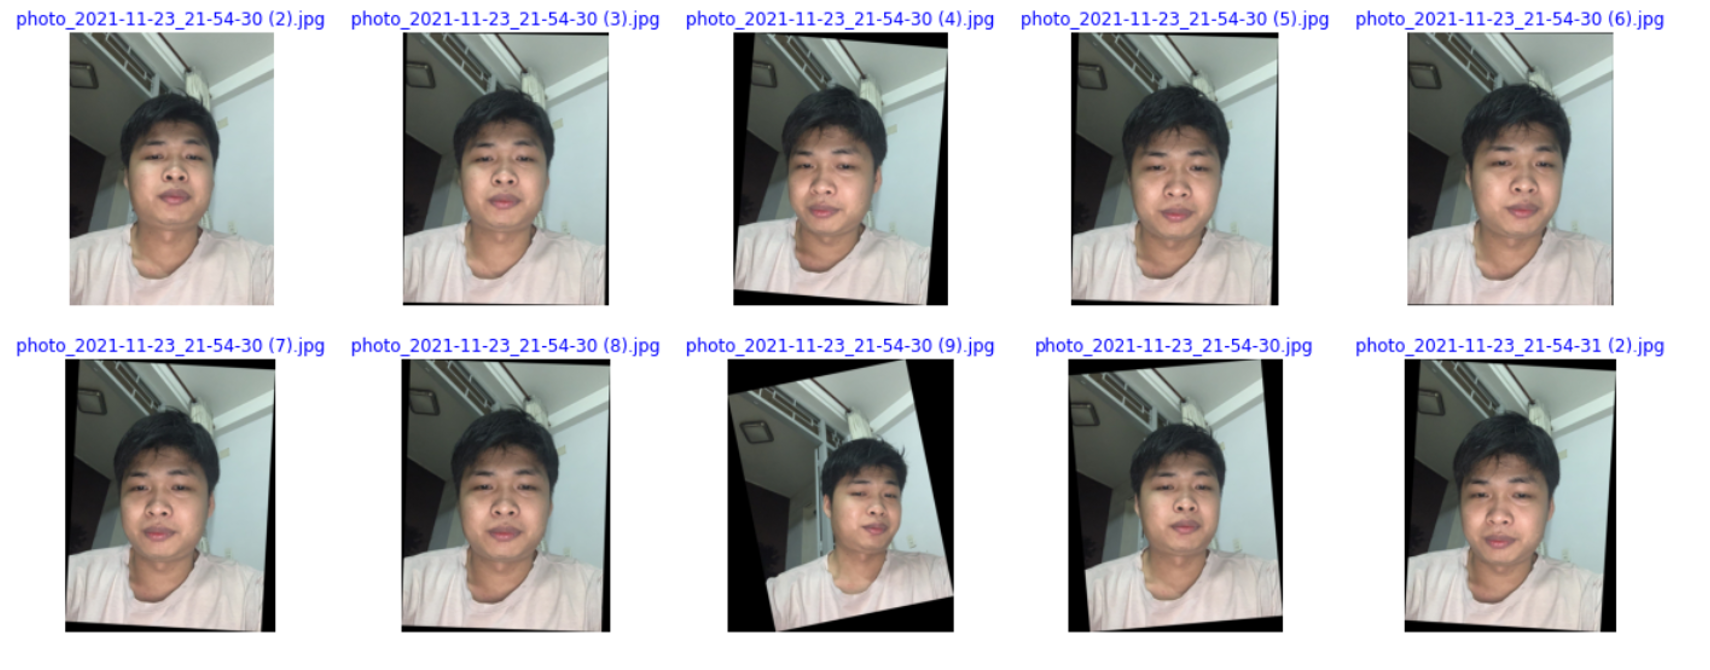 photo_2021-11-23_21-54-30 (2).jpg
photo_2021-11-23_21-54-30 (3).jpg
photo_2021-11-23_21-54-30 (4).jpg
photo_2021-11-23_21-54-30 (5).jpg
photo_2021-11-23_21-54-30 (6).jpg
photo_2021-11-23_21-54-30 (7).jpg
photo_2021-11-23_21-54-30 (8).jpg
photo_2021-11-23_21-54-30 (9).jpg
photo_2021-11-23_21-54-30.jpg
photo_2021-11-23_21-54-31 (2).jpg